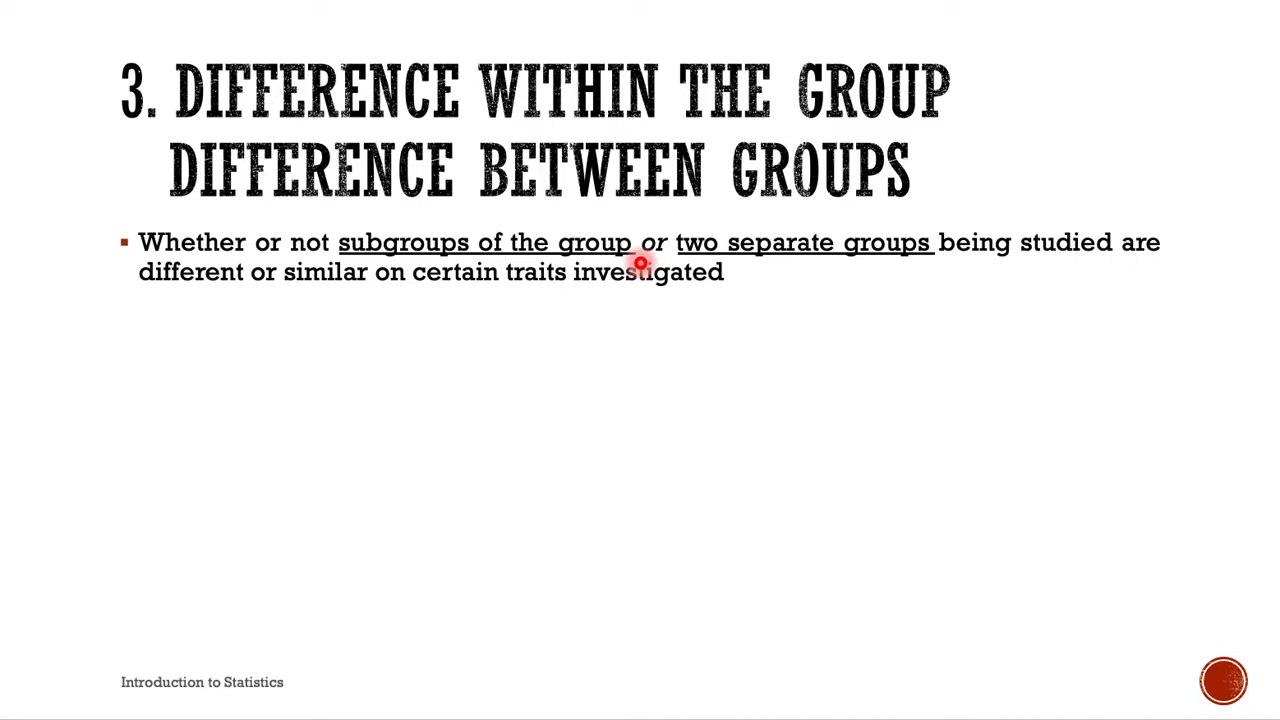 3. DIFFERENCE WITHIN THE GROUP
DIFFERENCE BETWEEN GROUPS
▪ Whether or not subgroups of the group or two separate groups being studied are
different or similar on certain traits investigated
Introduction to Statistics